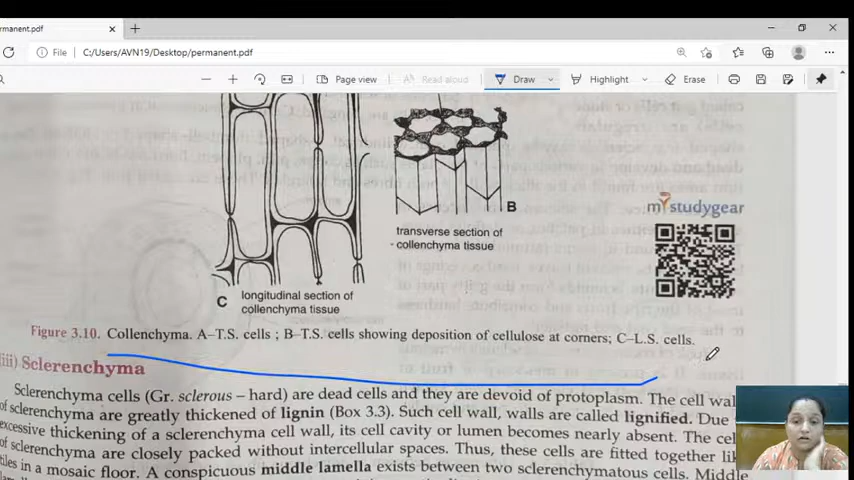 rmanent.pdf
File C:/Users/AVN19/Desktop/permanent.pdf
Page view Read aloud Draw Highlight Erase
B
mystudygear
transverse section of
collenchyma tissue
C longitudinal section of
collenchyma tissue
Figure 3.10. Collenchyma. A–T.S. cells ; B–T.S. cells showing deposition of cellulose at corners; C–L.S. cells.
iii) Sclerenchyma
Sclerenchyma cells (Gr. sclerous – hard) are dead cells and they are devoid of protoplasm. The cell wal
of sclerenchyma are greatly thickened of lignin (Box 3.3). Such cell wall, walls are called lignified. Due
excessive thickening of a sclerenchyma cell wall, its cell cavity or lumen becomes nearly absent. The cel
of sclerenchyma are closely packed without intercellular spaces. Thus, these cells are fitted together lik
tiles in a mosaic floor. A conspicuous middle lamella exists between two sclerenchymatous cells. Middle